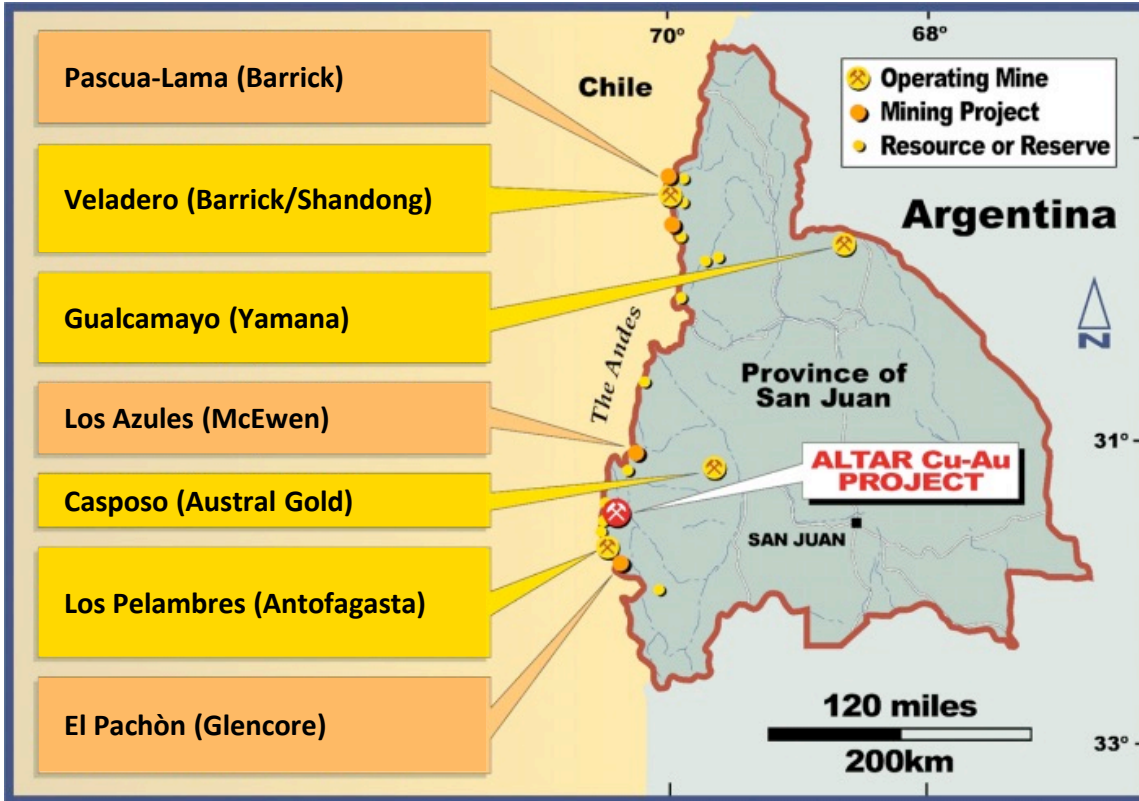 Pascua-Lama (Barrick)
Veladero (Barrick/Shandong)
Gualcamayo (Yamana)
Los Azules (McEwen)
Casposo (Austral Gold)
Los Pelambres (Antofagasta)
El Pachòn (Glencore)
70º
68º
Chile
Operating Mine
Mining Project
Resource or Reserve
Argentina
N
The Andes
Province of
San Juan
31º
ALTAR Cu-Au
PROJECT
SAN JUAN
120 miles
200km
33º